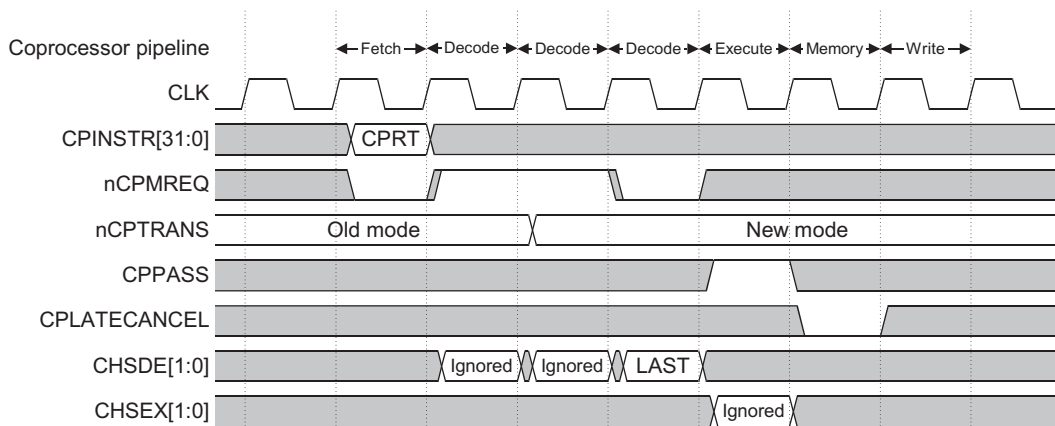 Coprocessor pipeline Fetch Decode Decode Decode Execute Memory Write
CLK
CPINSTR[31:0] CPRT
nCPMREQ
nCPTRANS Old mode New mode
CPPASS
CPLATECANCEL
CHSDE[1:0] Ignored Ignored LAST
CHSEX[1:0] Ignored